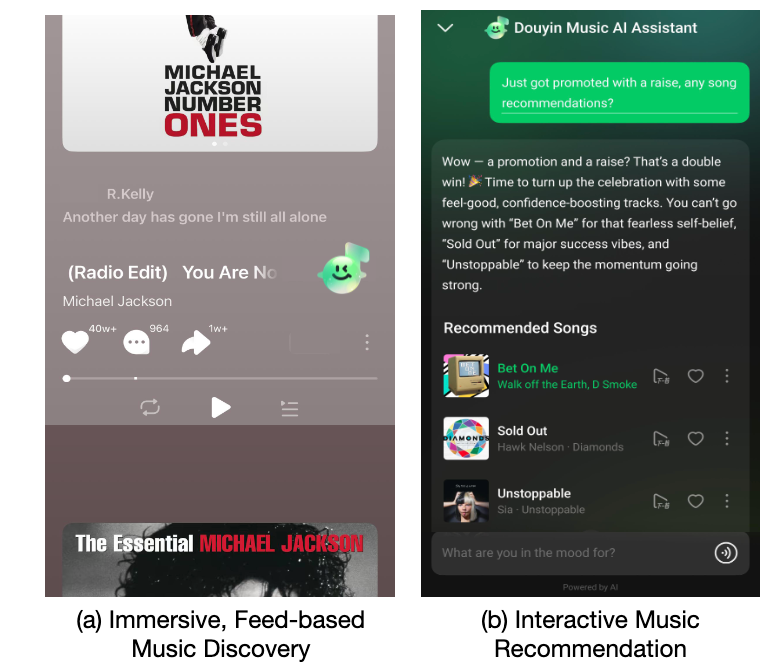 MICHAEL
JACKSON
NUMBER
ONES
R.Kelly
Another day has gone I'm still all alone
(Radio Edit) You Are No
Michael Jackson
40w+
964
1w+
The Essential MICHAEL JACKSON
(a) Immersive, Feed-based
Music Discovery
Douyin Music AI Assistant
Just got promoted with a raise, any song
recommendations?
Wow — a promotion and a raise? That's a double
win! 🎉 Time to turn up the celebration with some
feel-good, confidence-boosting tracks. You can't go
wrong with "Bet On Me" for that fearless self-belief,
"Sold Out" for major success vibes, and
"Unstoppable" to keep the momentum going
strong.
Recommended Songs
Bet On Me
Walk off the Earth, D Smoke
Sold Out
Hawk Nelson · Diamonds
DIAMONDS
Unstoppable
Sia · Unstoppable
What are you in the mood for?
Powered by AI
(b) Interactive Music
Recommendation